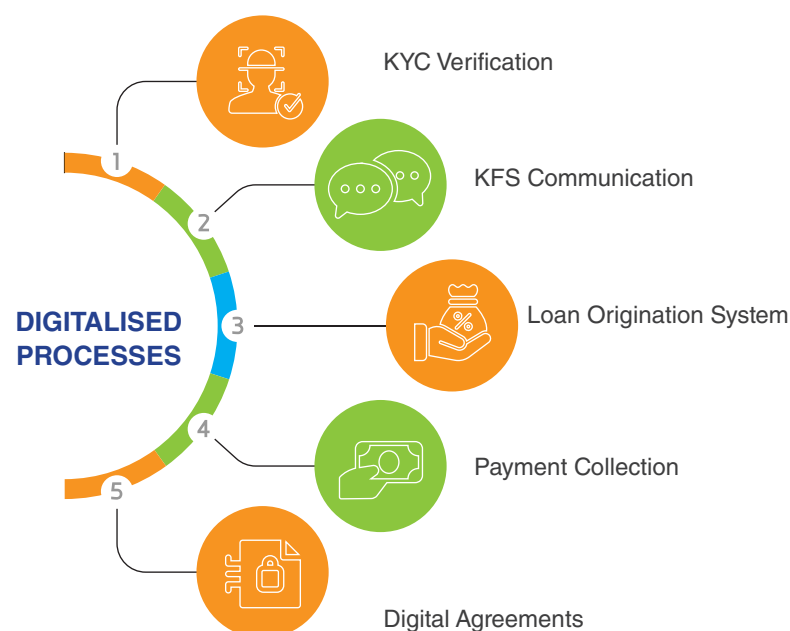 KYC Verification
1
KFS Communication
2
DIGITALISED
PROCESSES
3
Loan Origination System
%
4
Payment Collection
5
Digital Agreements